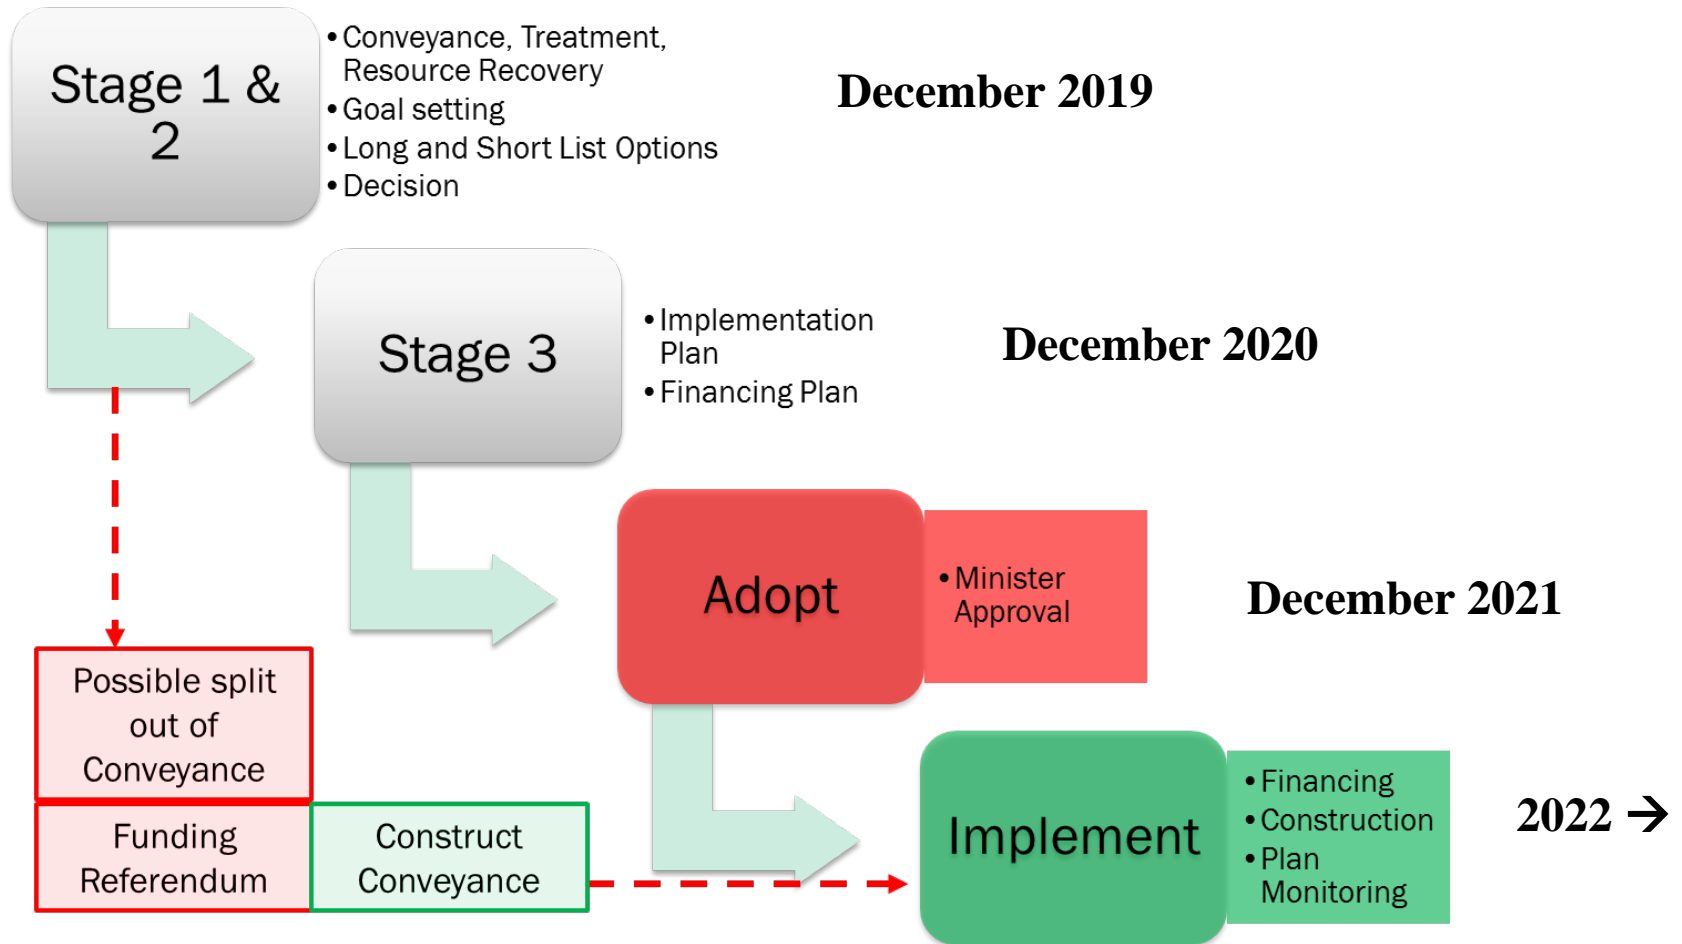 Stage 1 &
2
• Conveyance, Treatment,
Resource Recovery
• Goal setting
• Long and Short List Options
• Decision
December 2019
Stage 3
• Implementation
Plan
• Financing Plan
December 2020
Adopt
• Minister
Approval
December 2021
Possible split
out of
Conveyance
Funding
Referendum
Construct
Conveyance
Implement
• Financing
• Construction
• Plan
Monitoring
2022 →